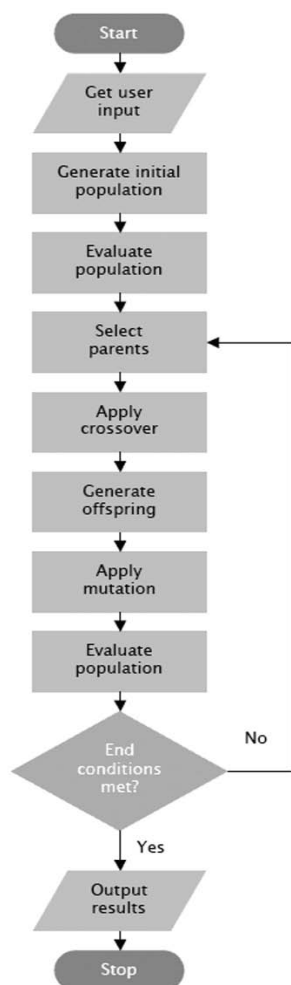 Start
Get user
input
Generate initial
population
Evaluate
population
Select
parents
Apply
crossover
Generate
offspring
Apply
mutation
Evaluate
population
End
conditions
met?
No
Yes
Output
results
Stop